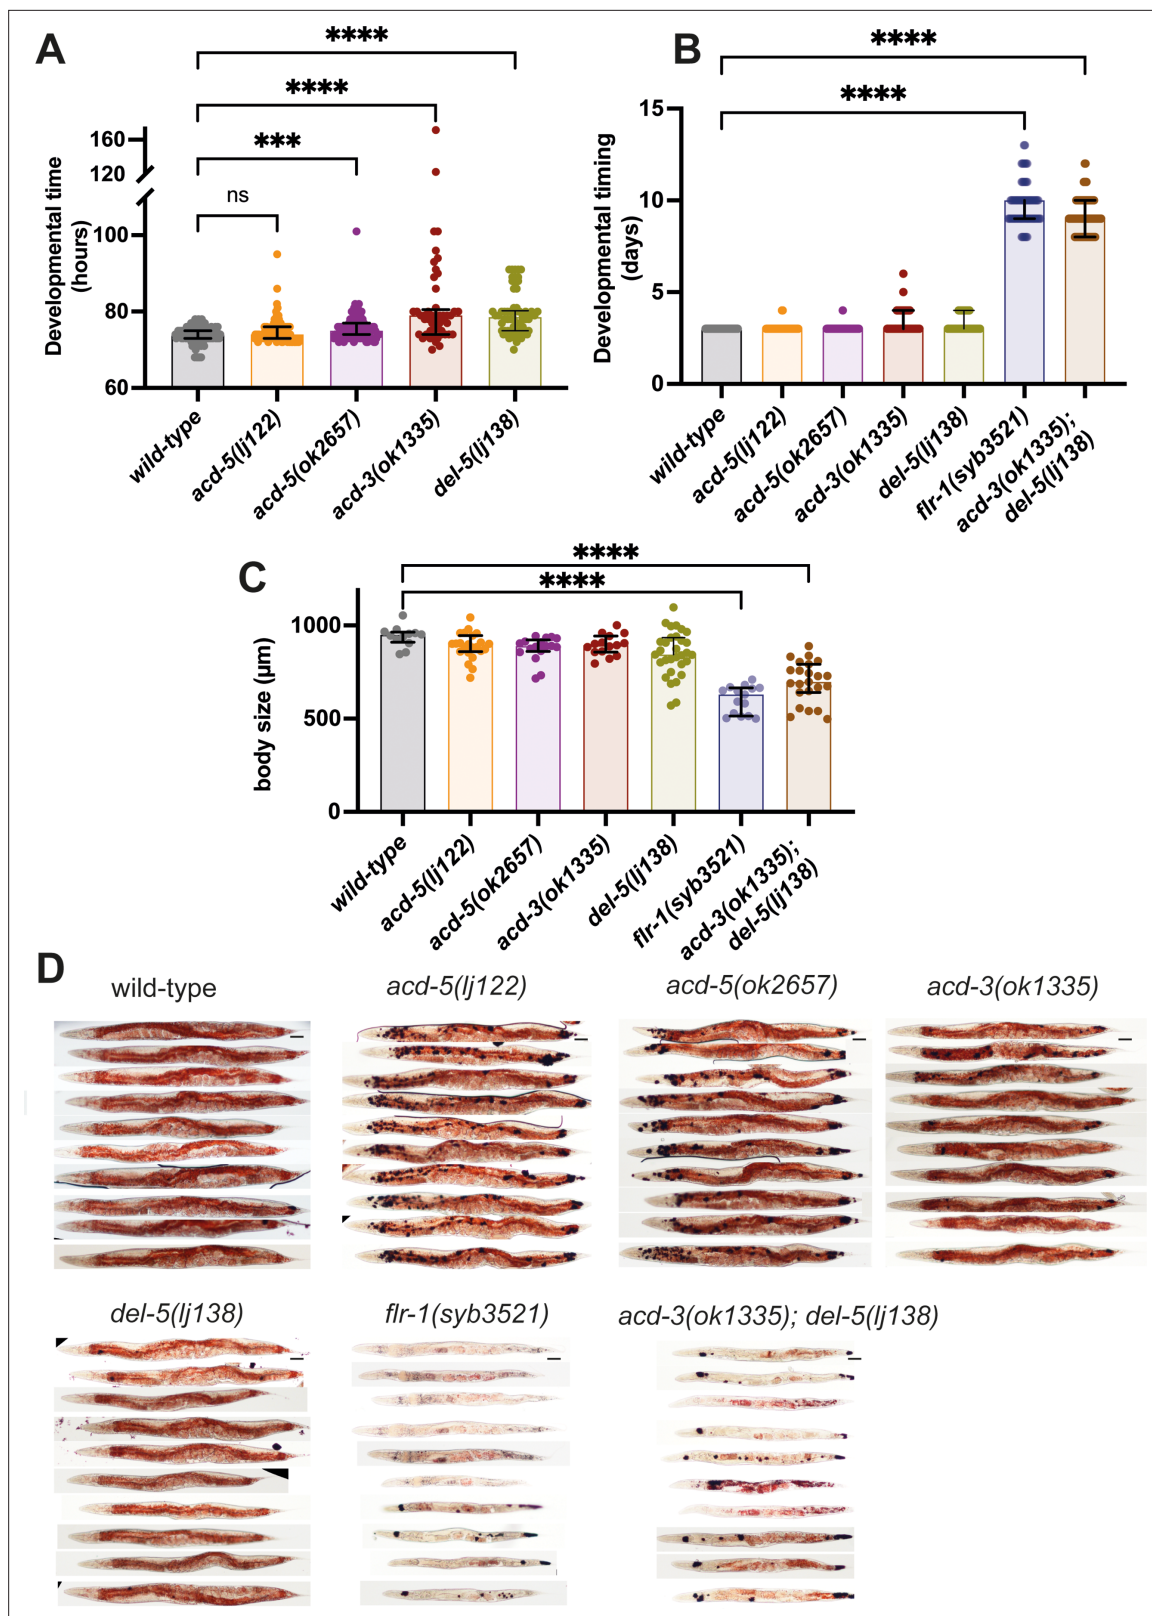 A
****
****
***
ns
Developmental time
(hours)
160
120
100
80
60
wild-type
acd-5(lj122)
acd-5(ok2657)
acd-3(ok1335)
del-5(lj138)
B
****
****
Developmental timing
(days)
15
10
5
0
wild-type
acd-5(lj122)
acd-5(ok2657)
acd-3(ok1335)
del-5(lj138)
flr-1(syb3521)
acd-3(ok1335);
del-5(lj138)
C
****
****
body size (µm)
1000
500
0
wild-type
acd-5(lj122)
acd-5(ok2657)
acd-3(ok1335)
del-5(lj138)
flr-1(syb3521)
acd-3(ok1335);
del-5(lj138)
D
wild-type
acd-5(lj122)
acd-5(ok2657)
acd-3(ok1335)
del-5(lj138)
flr-1(syb3521)
acd-3(ok1335); del-5(lj138)